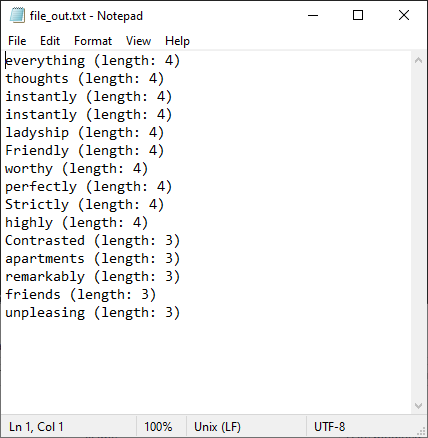 file_out.txt - Notepad
File Edit Format View Help
everything (length: 4)
thoughts (length: 4)
instantly (length: 4)
instantly (length: 4)
ladyship (length: 4)
Friendly (length: 4)
worthy (length: 4)
perfectly (length: 4)
Strictly (length: 4)
highly (length: 4)
Contrasted (length: 3)
apartments (length: 3)
remarkably (length: 3)
friends (length: 3)
unpleasing (length: 3)
Ln 1, Col 1 100% Unix (LF) UTF-8